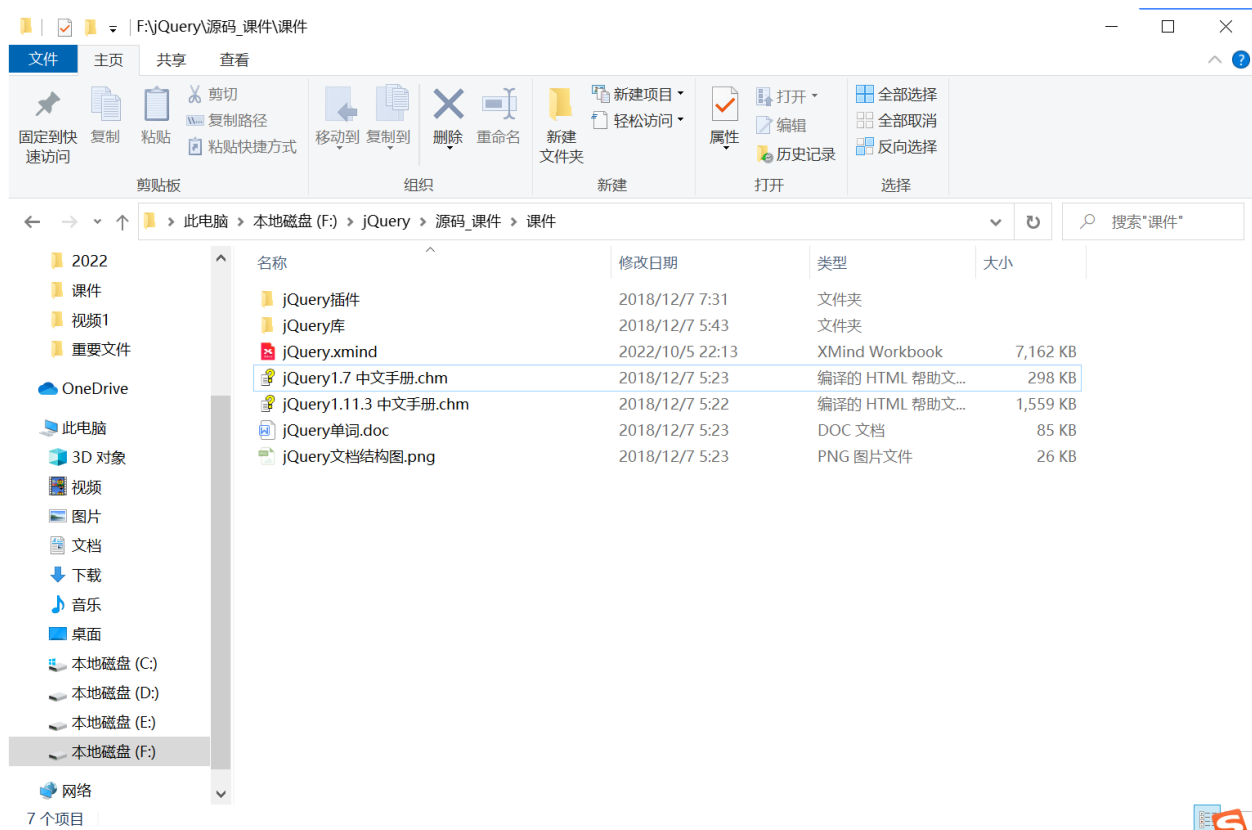 F:\jQuery\源码_课件\课件
文件 主页 共享 查看
固定到快速访问
复制
粘贴
剪切
复制路径
粘贴快捷方式
移动到
复制到
删除
重命名
新建
文件夹
新建项目
轻松访问
属性
打开
编辑
历史记录
全部选择
全部取消
反向选择
剪贴板 组织 新建 打开 选择
此电脑 本地磁盘 (F:) jQuery 源码_课件 课件
搜索"课件"
2022
课件
视频1
重要文件
OneDrive
此电脑
3D 对象
视频
图片
文档
下载
音乐
桌面
本地磁盘 (C:)
本地磁盘 (D:)
本地磁盘 (E:)
本地磁盘 (F:)
网络
名称 修改日期 类型 大小
jQuery插件 2018/12/7 7:31 文件夹
jQuery库 2018/12/7 5:43 文件夹
jQuery.xmind 2022/10/5 22:13 XMind Workbook 7,162 KB
jQuery1.7 中文手册.chm 2018/12/7 5:23 编译的 HTML 帮助文... 298 KB
jQuery1.11.3 中文手册.chm 2018/12/7 5:22 编译的 HTML 帮助文... 1,559 KB
jQuery单词.doc 2018/12/7 5:23 DOC 文档 85 KB
jQuery文档结构图.png 2018/12/7 5:23 PNG 图片文件 26 KB
7 个项目